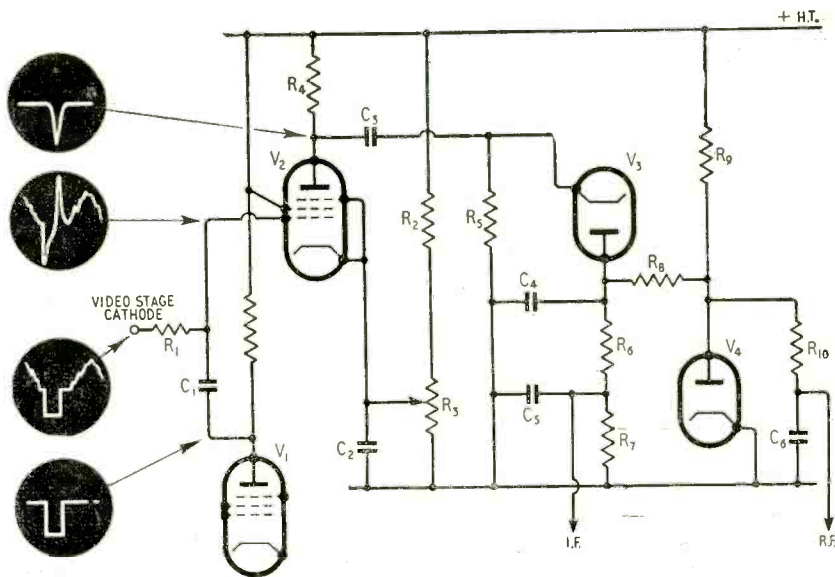 + H.T.
R4
C3
V2
V3
R9
R2
R5
R8
C4
VIDEO STAGE
CATHODE
R1
R6
V4
R10
C1
R3
C5
V1
C2
R7
C6
I.F.
R.F.